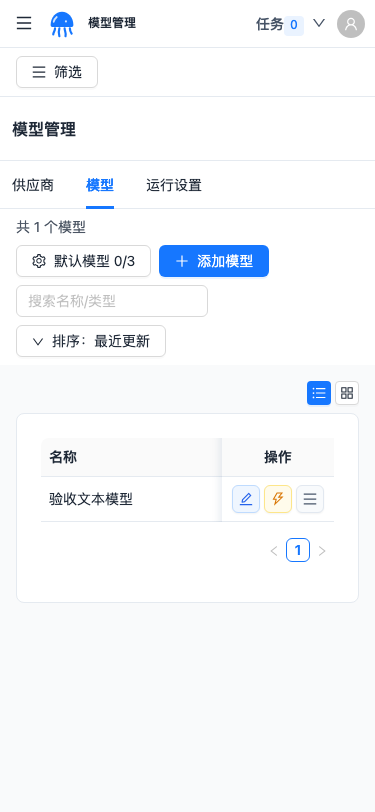 模型管理
任务 0
筛选
模型管理
供应商 模型 运行设置
共 1 个模型
默认模型 0/3 添加模型
搜索名称/类型
排序：最近更新
名称 操作
验收文本模型
1